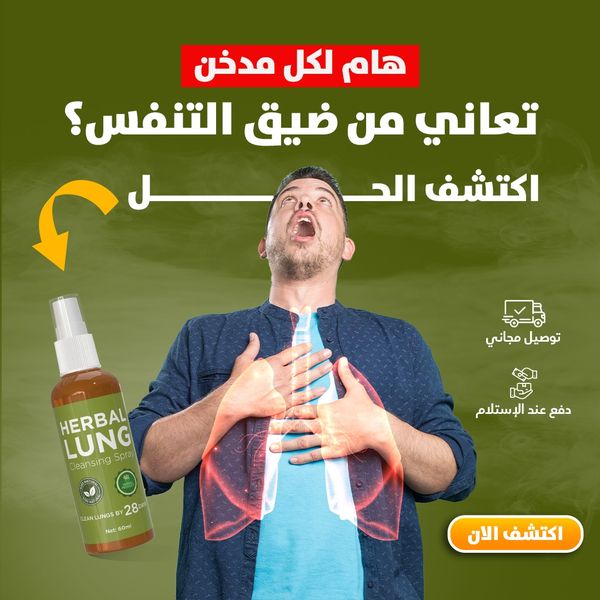 هام لكل مدخن
تعاني من ضيق التنفس؟
اكتشف الحـــــــــل
توصيل مجاني
دفع عند الإستلام
HERBAL
LUNG
Cleansing Spray
CLEAN LUNGS BY 28
Net: 60ml
اكتشف الان